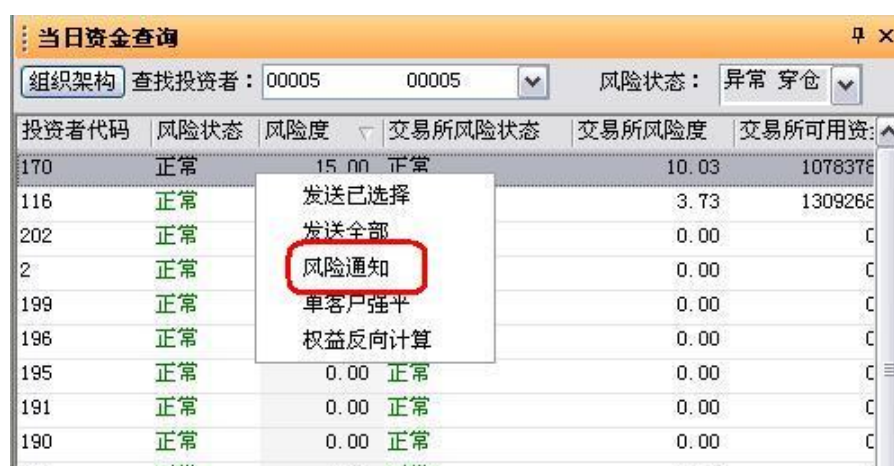 当日资金查询
组织架构 查找投资者： 00005 00005 风险状态： 异常 穿仓
投资者代码 风险状态 风险度 交易所风险状态 交易所风险度 交易所可用资
170 正常 15.00 正常 10.03 1078378
116 正常 3.73 1309268
202 正常 0.00
2 正常 0.00
199 正常 0.00
196 正常 0.00
195 正常 0.00 正常 0.00
191 正常 0.00 正常 0.00
190 正常 0.00 正常 0.00
发送已选择
发送全部
风险通知
单客户强平
权益反向计算